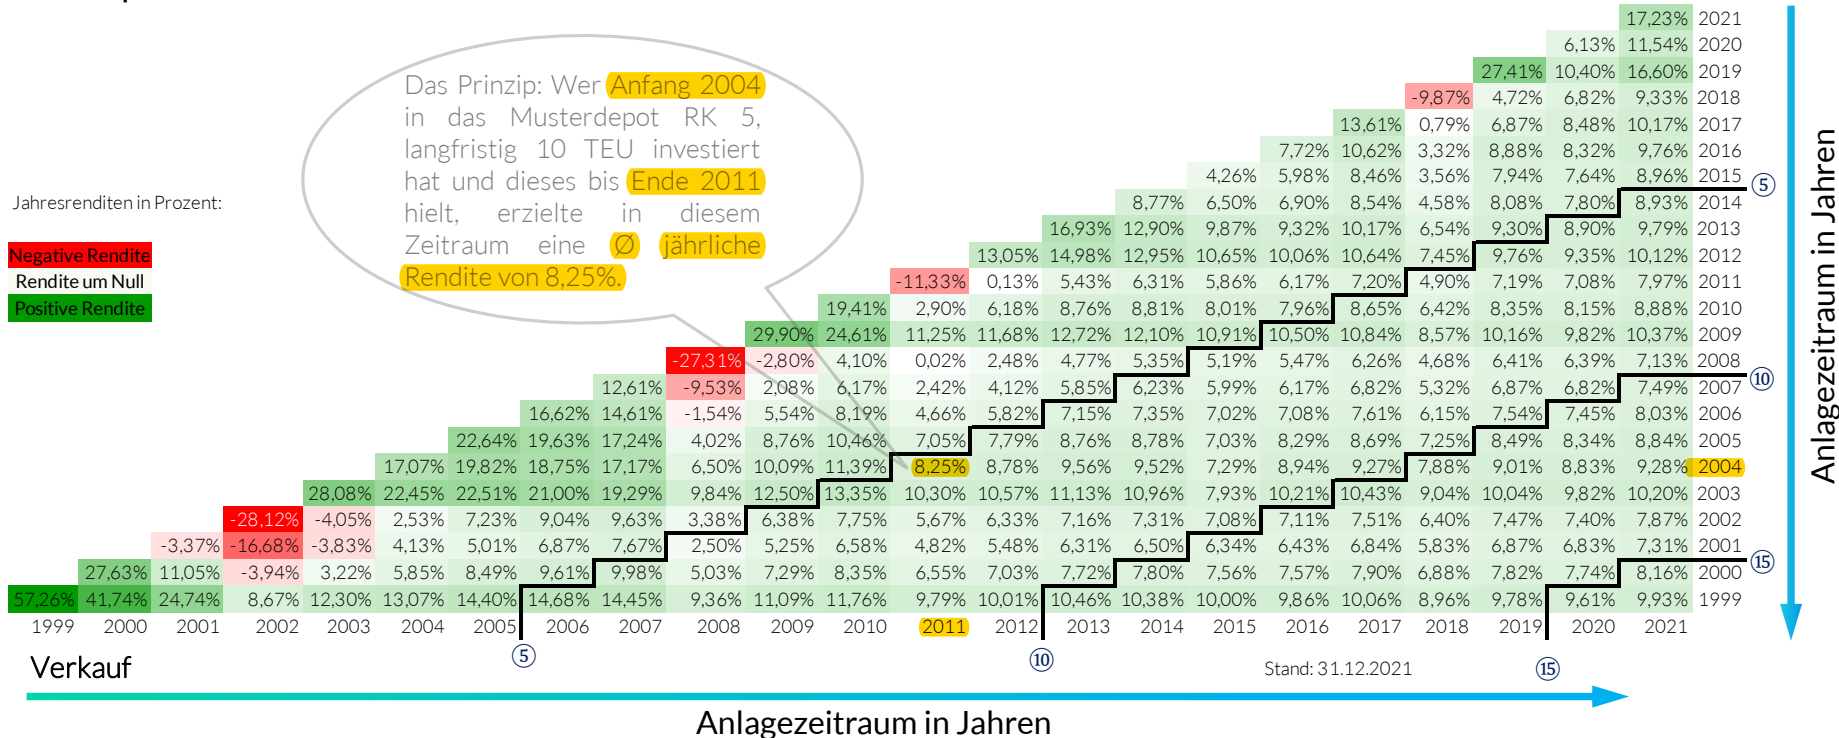 17,23% 2021
6,13% 11,54% 2020
27,41% 10,40% 16,60% 2019
-9,87% 4,72% 6,82% 9,33% 2018
13,61% 0,79% 6,87% 8,48% 10,17% 2017
7,72% 10,62% 3,32% 8,88% 8,32% 9,76% 2016
4,26% 5,98% 8,46% 3,56% 7,94% 7,64% 8,96% 2015
⑤
8,77% 6,50% 6,90% 8,54% 4,58% 8,08% 7,80% 8,93% 2014
16,93% 12,90% 9,87% 9,32% 10,17% 6,54% 9,30% 8,90% 9,79% 2013
13,05% 14,98% 12,95% 10,65% 10,06% 10,64% 7,45% 9,76% 9,35% 10,12% 2012
-11,33% 0,13% 5,43% 6,31% 5,86% 6,17% 7,20% 4,90% 7,19% 7,08% 7,97% 2011
19,41% 2,90% 6,18% 8,76% 8,81% 8,01% 7,96% 8,65% 6,42% 8,35% 8,15% 8,88% 2010
29,90% 24,61% 11,25% 11,68% 12,72% 12,10% 10,91% 10,50% 10,84% 8,57% 10,16% 9,82% 10,37% 2009
-27,31% -2,80% 4,10% 0,02% 2,48% 4,77% 5,35% 5,19% 5,47% 6,26% 4,68% 6,41% 6,39% 7,13% 2008
⑩
12,61% -9,53% 2,08% 6,17% 2,42% 4,12% 5,85% 6,23% 5,99% 6,17% 6,82% 5,32% 6,87% 6,82% 7,49% 2007
16,62% 14,61% -1,54% 5,54% 8,19% 4,66% 5,82% 7,15% 7,35% 7,02% 7,08% 7,61% 6,15% 7,54% 7,45% 8,03% 2006
22,64% 19,63% 17,24% 4,02% 8,76% 10,46% 7,05% 7,79% 8,76% 8,78% 7,03% 8,29% 8,69% 7,25% 8,49% 8,34% 8,84% 2005
17,07% 19,82% 18,75% 17,17% 6,50% 10,09% 11,39% 8,25% 8,78% 9,56% 9,52% 7,29% 8,94% 9,27% 7,88% 9,01% 8,83% 9,28% 2004
28,08% 22,45% 22,51% 21,00% 19,29% 9,84% 12,50% 13,35% 10,30% 10,57% 11,13% 10,96% 7,93% 10,21% 10,43% 9,04% 10,04% 9,82% 10,20% 2003
-28,12% -4,05% 2,53% 7,23% 9,04% 9,63% 3,38% 6,38% 7,75% 5,67% 6,33% 7,16% 7,31% 7,08% 7,11% 7,51% 6,40% 7,47% 7,40% 7,87% 2002
-3,37% -16,68% -3,83% 4,13% 5,01% 6,87% 7,67% 2,50% 5,25% 6,58% 4,82% 5,48% 6,31% 6,50% 6,34% 6,43% 6,84% 5,83% 6,87% 6,83% 7,31% 2001
⑮
27,63% 11,05% -3,94% 3,22% 5,85% 8,49% 9,61% 9,98% 5,03% 7,29% 8,35% 6,55% 7,03% 7,72% 7,80% 7,56% 7,57% 7,90% 6,88% 7,82% 7,74% 8,16% 2000
57,26% 41,74% 24,74% 8,67% 12,30% 13,07% 14,40% 14,68% 14,45% 9,36% 11,09% 11,76% 9,79% 10,01% 10,46% 10,38% 10,00% 9,86% 10,06% 8,96% 9,78% 9,61% 9,93% 1999
1999 2000 2001 2002 2003 2004 2005 2006 2007 2008 2009 2010 2011 2012 2013 2014 2015 2016 2017 2018 2019 2020 2021
⑤ ⑩ ⑮
Das Prinzip: Wer Anfang 2004
in das Musterdepot RK 5,
langfristig 10 TEU investiert
hat und dieses bis Ende 2011
hielt, erzielte in diesem
Zeitraum eine Ø jährliche
Rendite von 8,25%.
Jahresrenditen in Prozent:
Negative Rendite
Rendite um Null
Positive Rendite
Verkauf
Stand: 31.12.2021
Anlagezeitraum in Jahren
Anlagezeitraum in Jahren